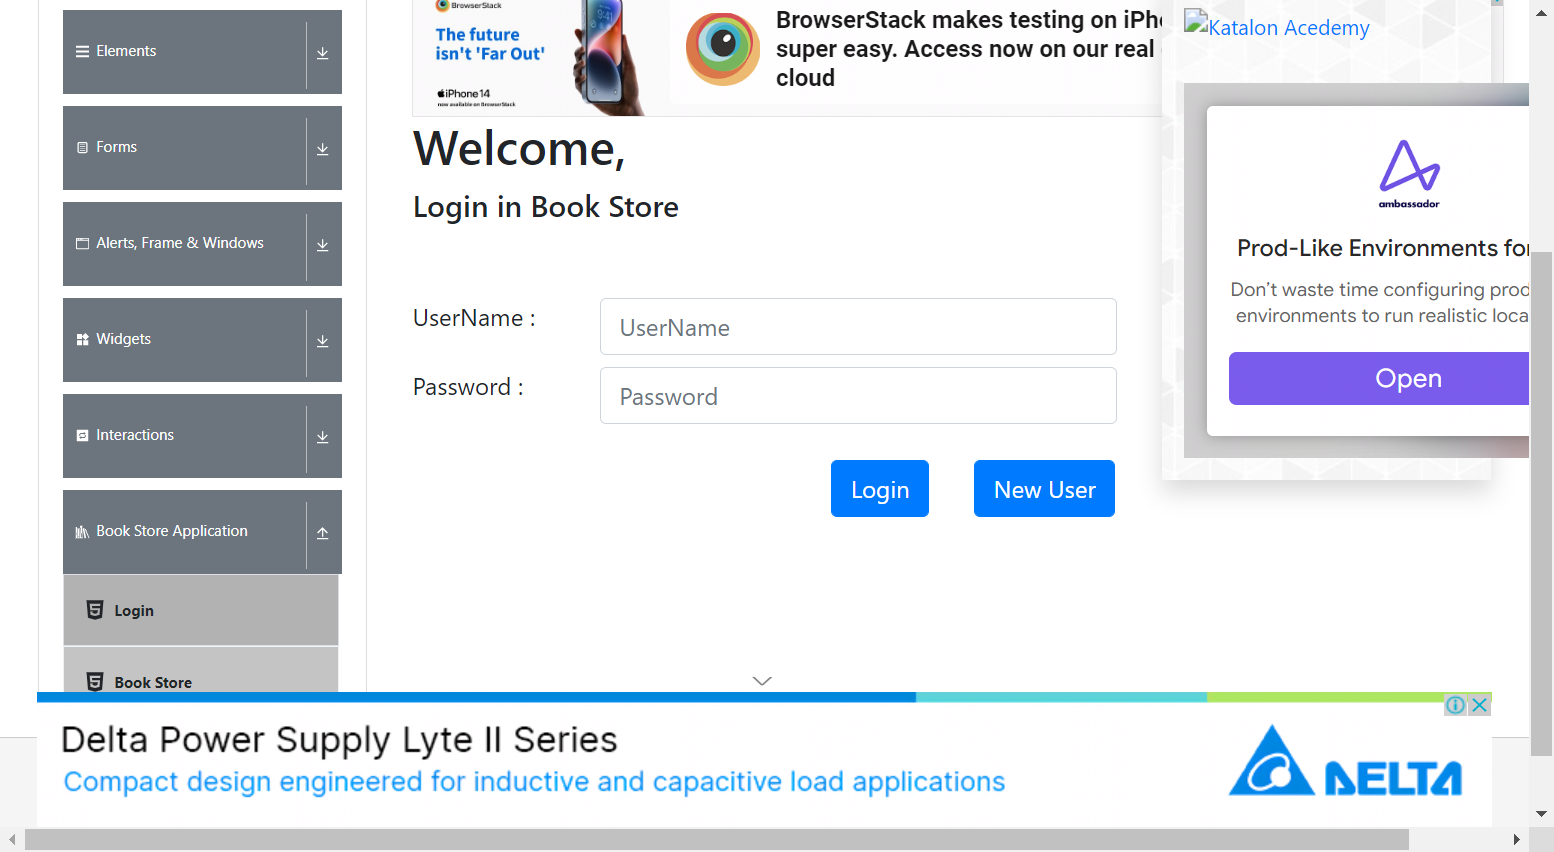 Elements
Forms
Alerts, Frame & Windows
Widgets
Interactions
Book Store Application
Login
Book Store
BrowserStack
The future
isn't 'Far Out'
iPhone 14
now available on BrowserStack
BrowserStack makes testing on iPh
super easy. Access now on our real
cloud
Welcome,
Login in Book Store
UserName :
UserName
Password :
Password
Login
New User
Katalon Acedemy
ambassador
Prod-Like Environments for
Don't waste time configuring prod
environments to run realistic loca
Open
Delta Power Supply Lyte II Series
Compact design engineered for inductive and capacitive load applications
DELTA